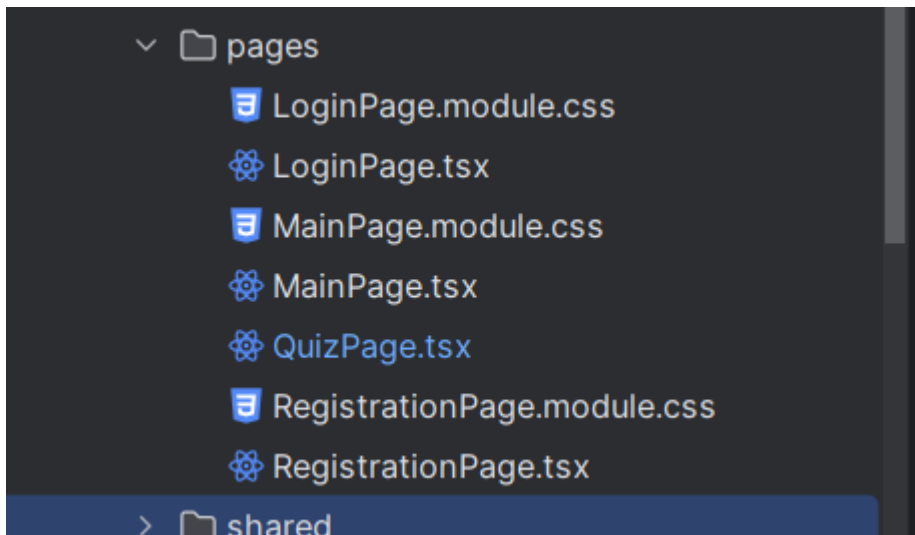 pages
LoginPage.module.css
LoginPage.tsx
MainPage.module.css
MainPage.tsx
QuizPage.tsx
RegistrationPage.module.css
RegistrationPage.tsx
shared